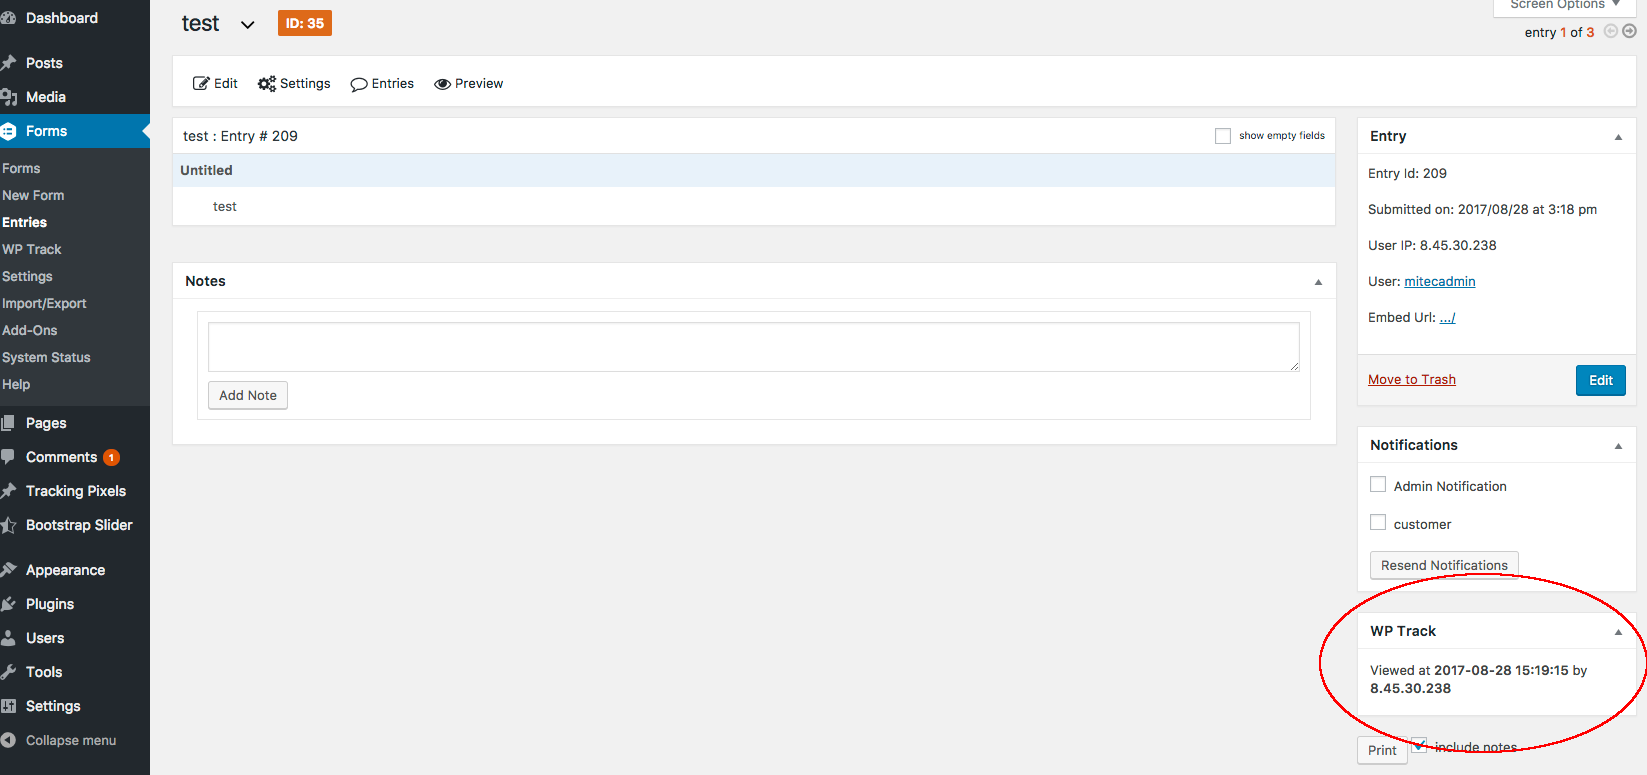 Dashboard
Posts
Media
Forms
Forms
New Form
Entries
WP Track
Settings
Import/Export
Add-Ons
System Status
Help
Pages
Comments 1
Tracking Pixels
Bootstrap Slider
Appearance
Plugins
Users
Tools
Settings
Collapse menu
test ID: 35
Screen Options
entry 1 of 3
Edit Settings Entries Preview
test : Entry # 209 show empty fields
Untitled
test
Notes
Add Note
Entry
Entry Id: 209
Submitted on: 2017/08/28 at 3:18 pm
User IP: 8.45.30.238
User: mitecadmin
Embed Url: .../
Move to Trash Edit
Notifications
Admin Notification
customer
Resend Notifications
WP Track
Viewed at 2017-08-28 15:19:15 by
8.45.30.238
Print include notes